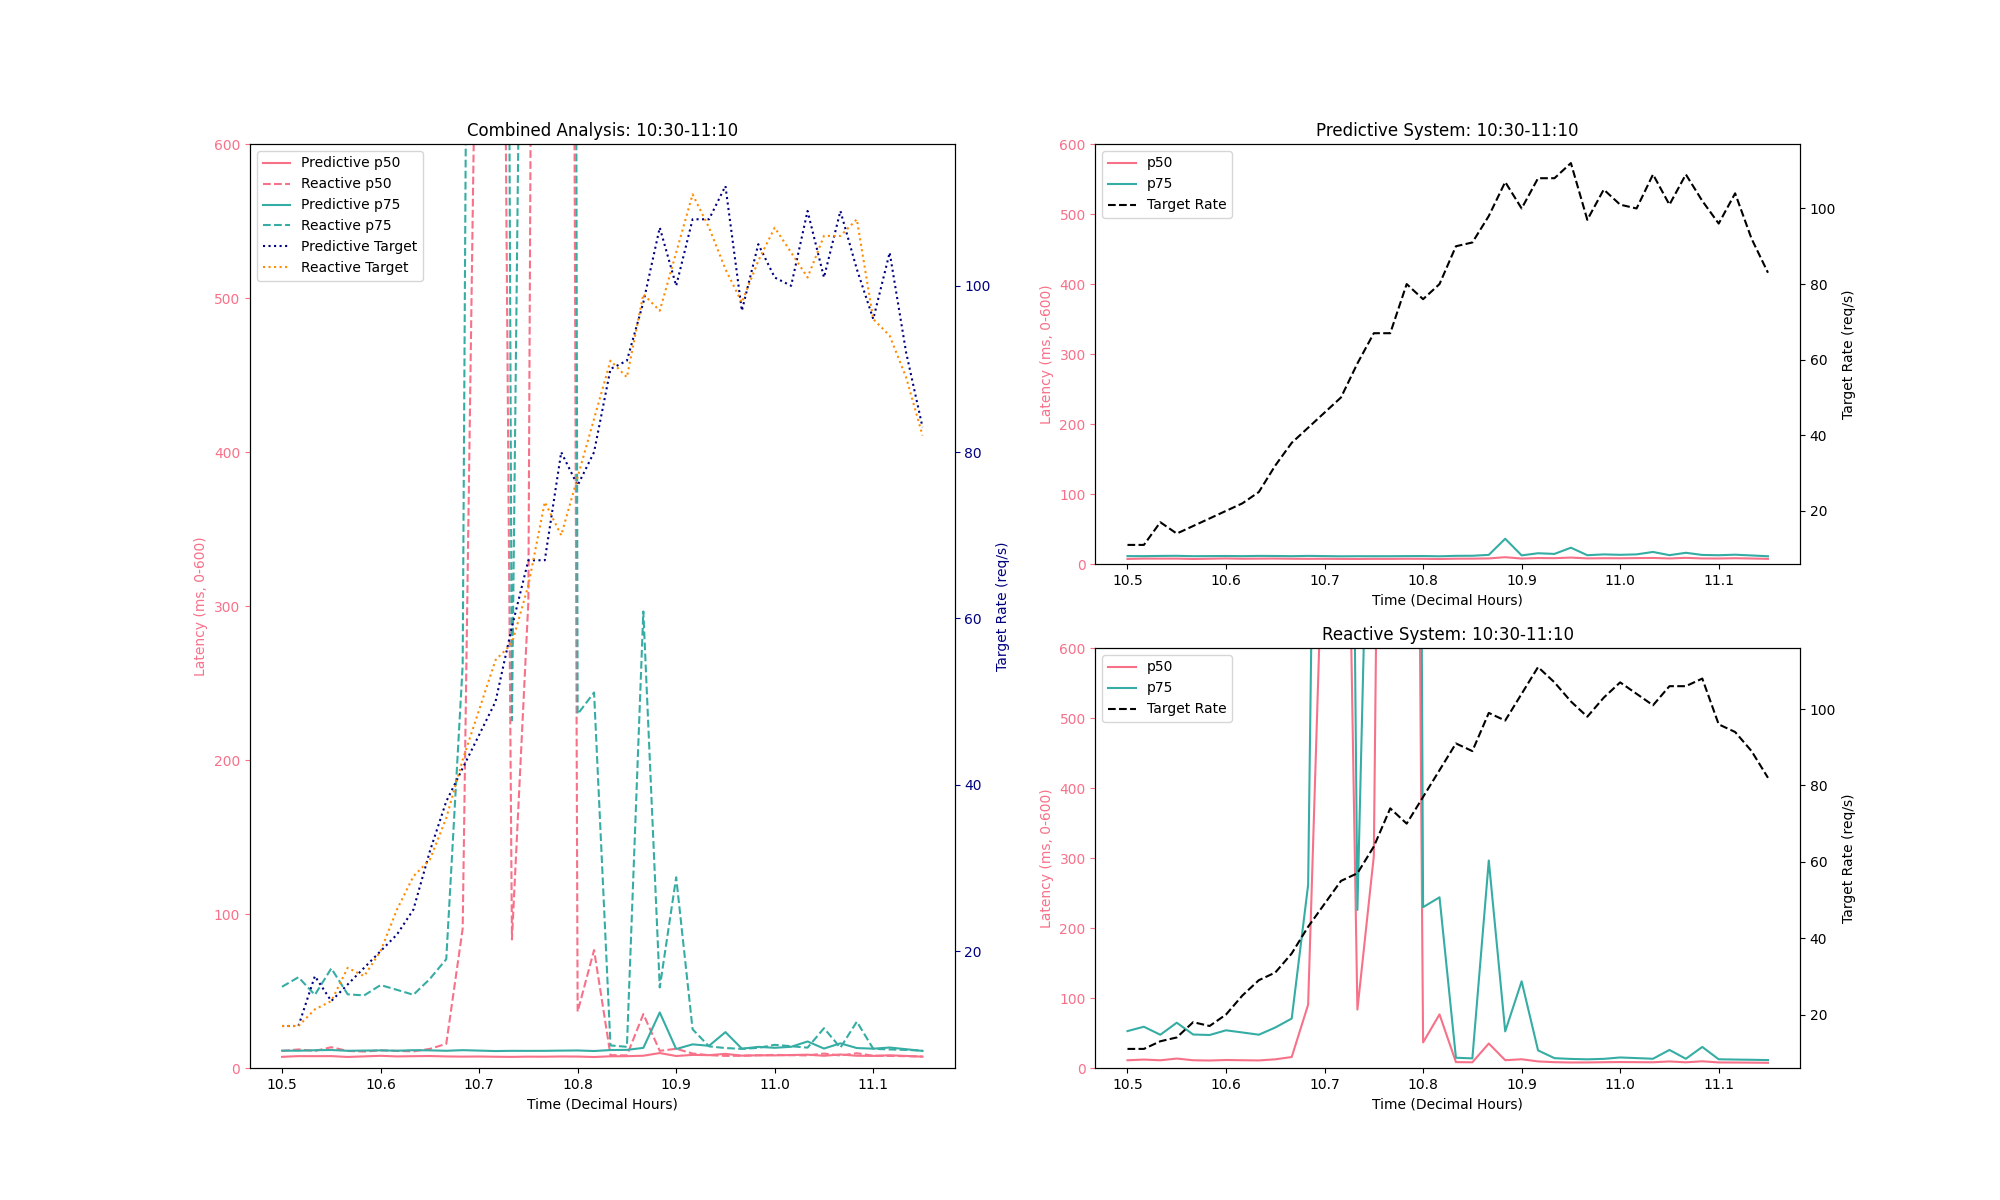 Combined Analysis: 10:30-11:10
Predictive p50
Reactive p50
Predictive p75
Reactive p75
Predictive Target
Reactive Target
600
500
400
300
200
100
0
Latency (ms, 0-600)
100
80
60
40
20
Target Rate (req/s)
10.5 10.6 10.7 10.8 10.9 11.0 11.1
Time (Decimal Hours)
Predictive System: 10:30-11:10
p50
p75
Target Rate
600
500
400
300
200
100
0
Latency (ms, 0-600)
100
80
60
40
20
Target Rate (req/s)
10.5 10.6 10.7 10.8 10.9 11.0 11.1
Time (Decimal Hours)
Reactive System: 10:30-11:10
p50
p75
Target Rate
600
500
400
300
200
100
0
Latency (ms, 0-600)
100
80
60
40
20
Target Rate (req/s)
10.5 10.6 10.7 10.8 10.9 11.0 11.1
Time (Decimal Hours)